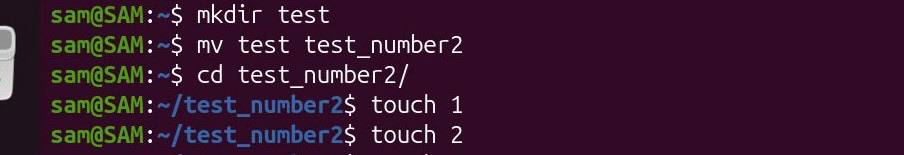 sam@SAM:~$ mkdir test
sam@SAM:~$ mv test test_number2
sam@SAM:~$ cd test_number2/
sam@SAM:~/test_number2$ touch 1
sam@SAM:~/test_number2$ touch 2